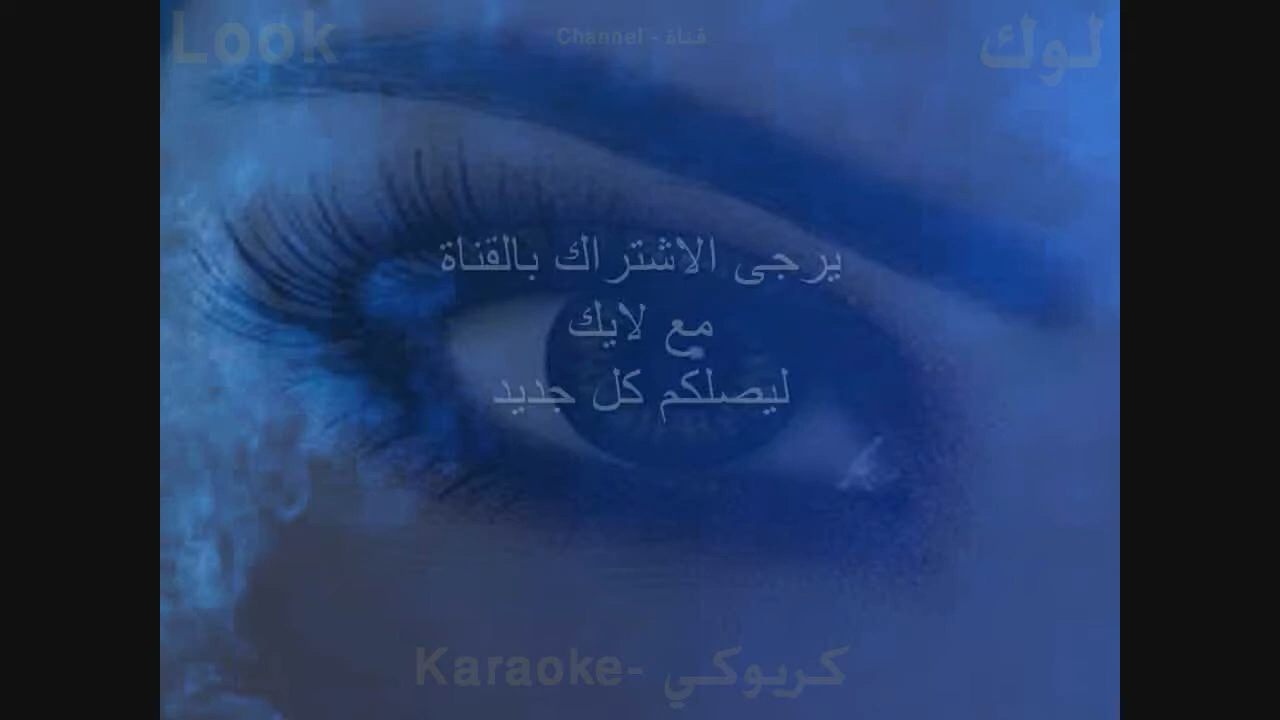 Look
قناة - Channel
لوك
يرجى الاشتراك بالقناة
مع لايك
ليصلكم كل جديد
Karaoke- كريوكي